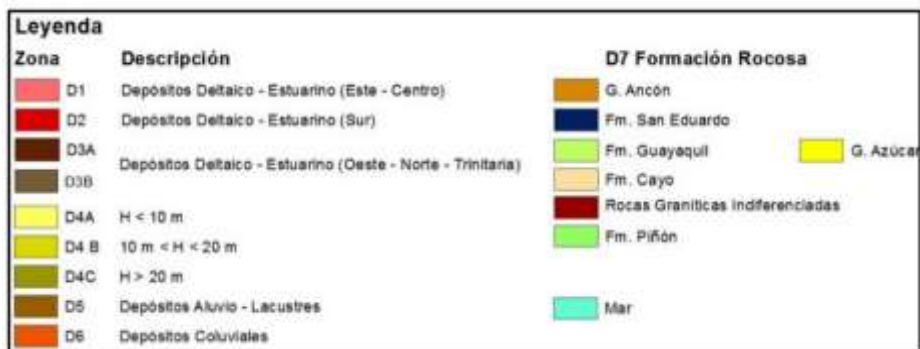 Leyenda
Zona Descripción
D1 Depósitos Deltaico - Estuarino (Este - Centro)
D2 Depósitos Deltaico - Estuarino (Sur)
D3A
Depósitos Deltaico - Estuarino (Oeste - Norte - Trinitaria)
D3B
D4A H < 10 m
D4 B 10 m < H < 20 m
D4C H > 20 m
D5 Depósitos Aluvio - Lacustres
D6 Depósitos Coluviales
D7 Formación Rocosa
G. Ancón
Fm. San Eduardo
Fm. Guayaquil G. Azúcar
Fm. Cayo
Rocas Graniticas Indiferenciadas
Fm. Piñón
Mar